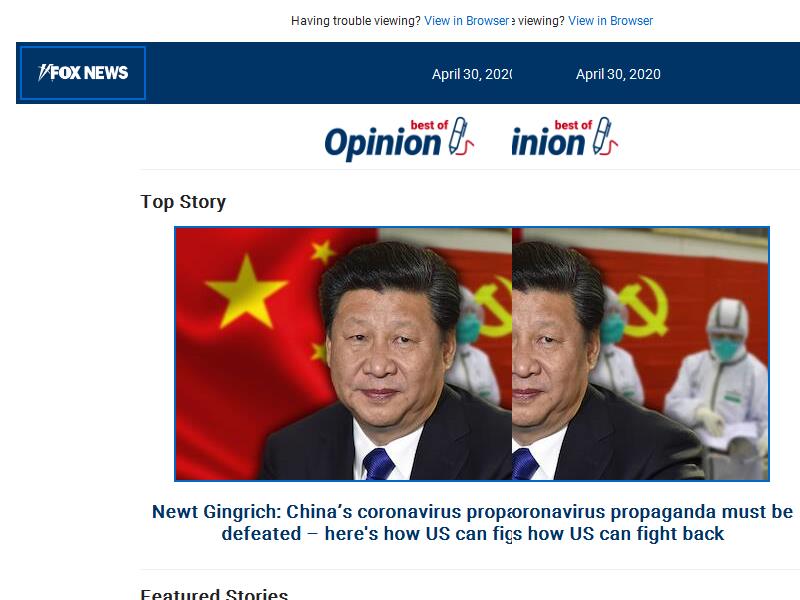 Having trouble viewing? View in Browser e viewing? View in Browser
FOX NEWS April 30, 2020 April 30, 2020
best of best of
Opinion inion
Top Story
Newt Gingrich: China's coronavirus propaoronavirus propaganda must be
defeated – here's how US can figs how US can fight back
Featured Stories